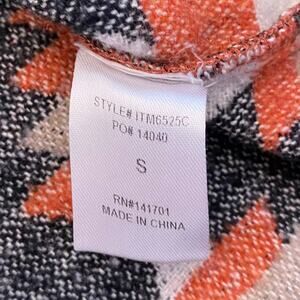 STYLE# ITM6525C
PO# 14040
S
RN#141701
MADE IN CHINA